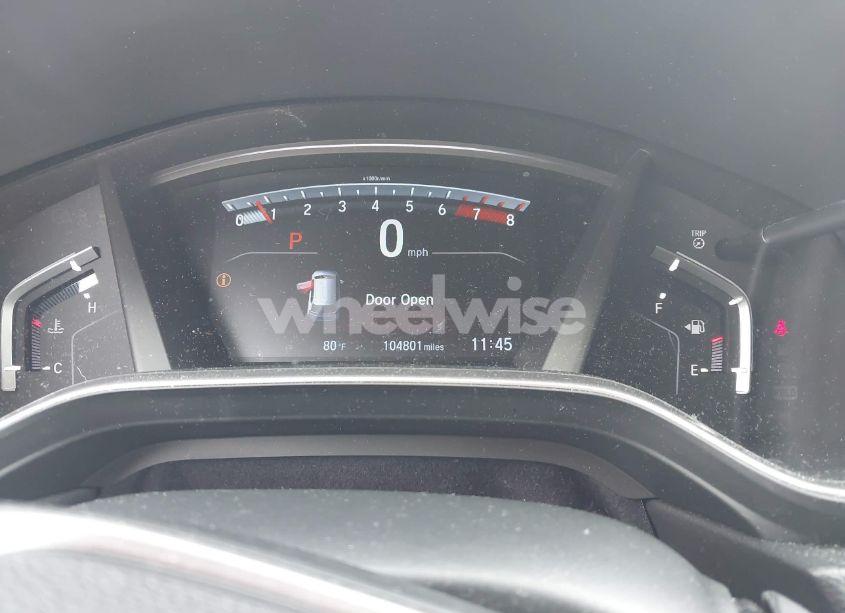 x1000r/min
0 1 2 3 4 5 6 7 8
TRIP
P 0 mph
i
wheelwise
Door Open
H F
C E
80°F 104801 miles 11:45